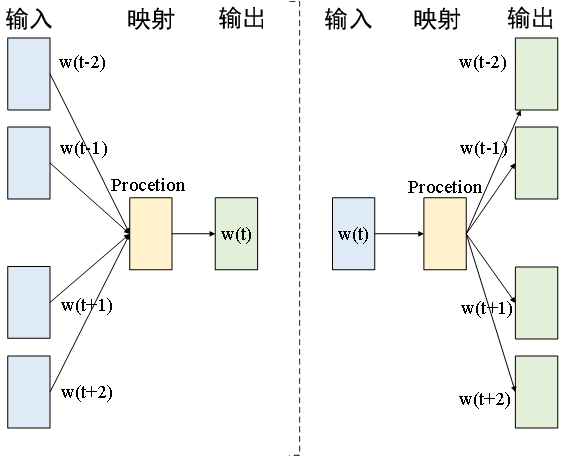 输入 映射 输出
w(t-2)
w(t-1)
Procetion
w(t)
w(t+1)
w(t+2)
输入 映射 输出
w(t-2)
w(t-1)
Procetion
w(t)
w(t+1)
w(t+2)